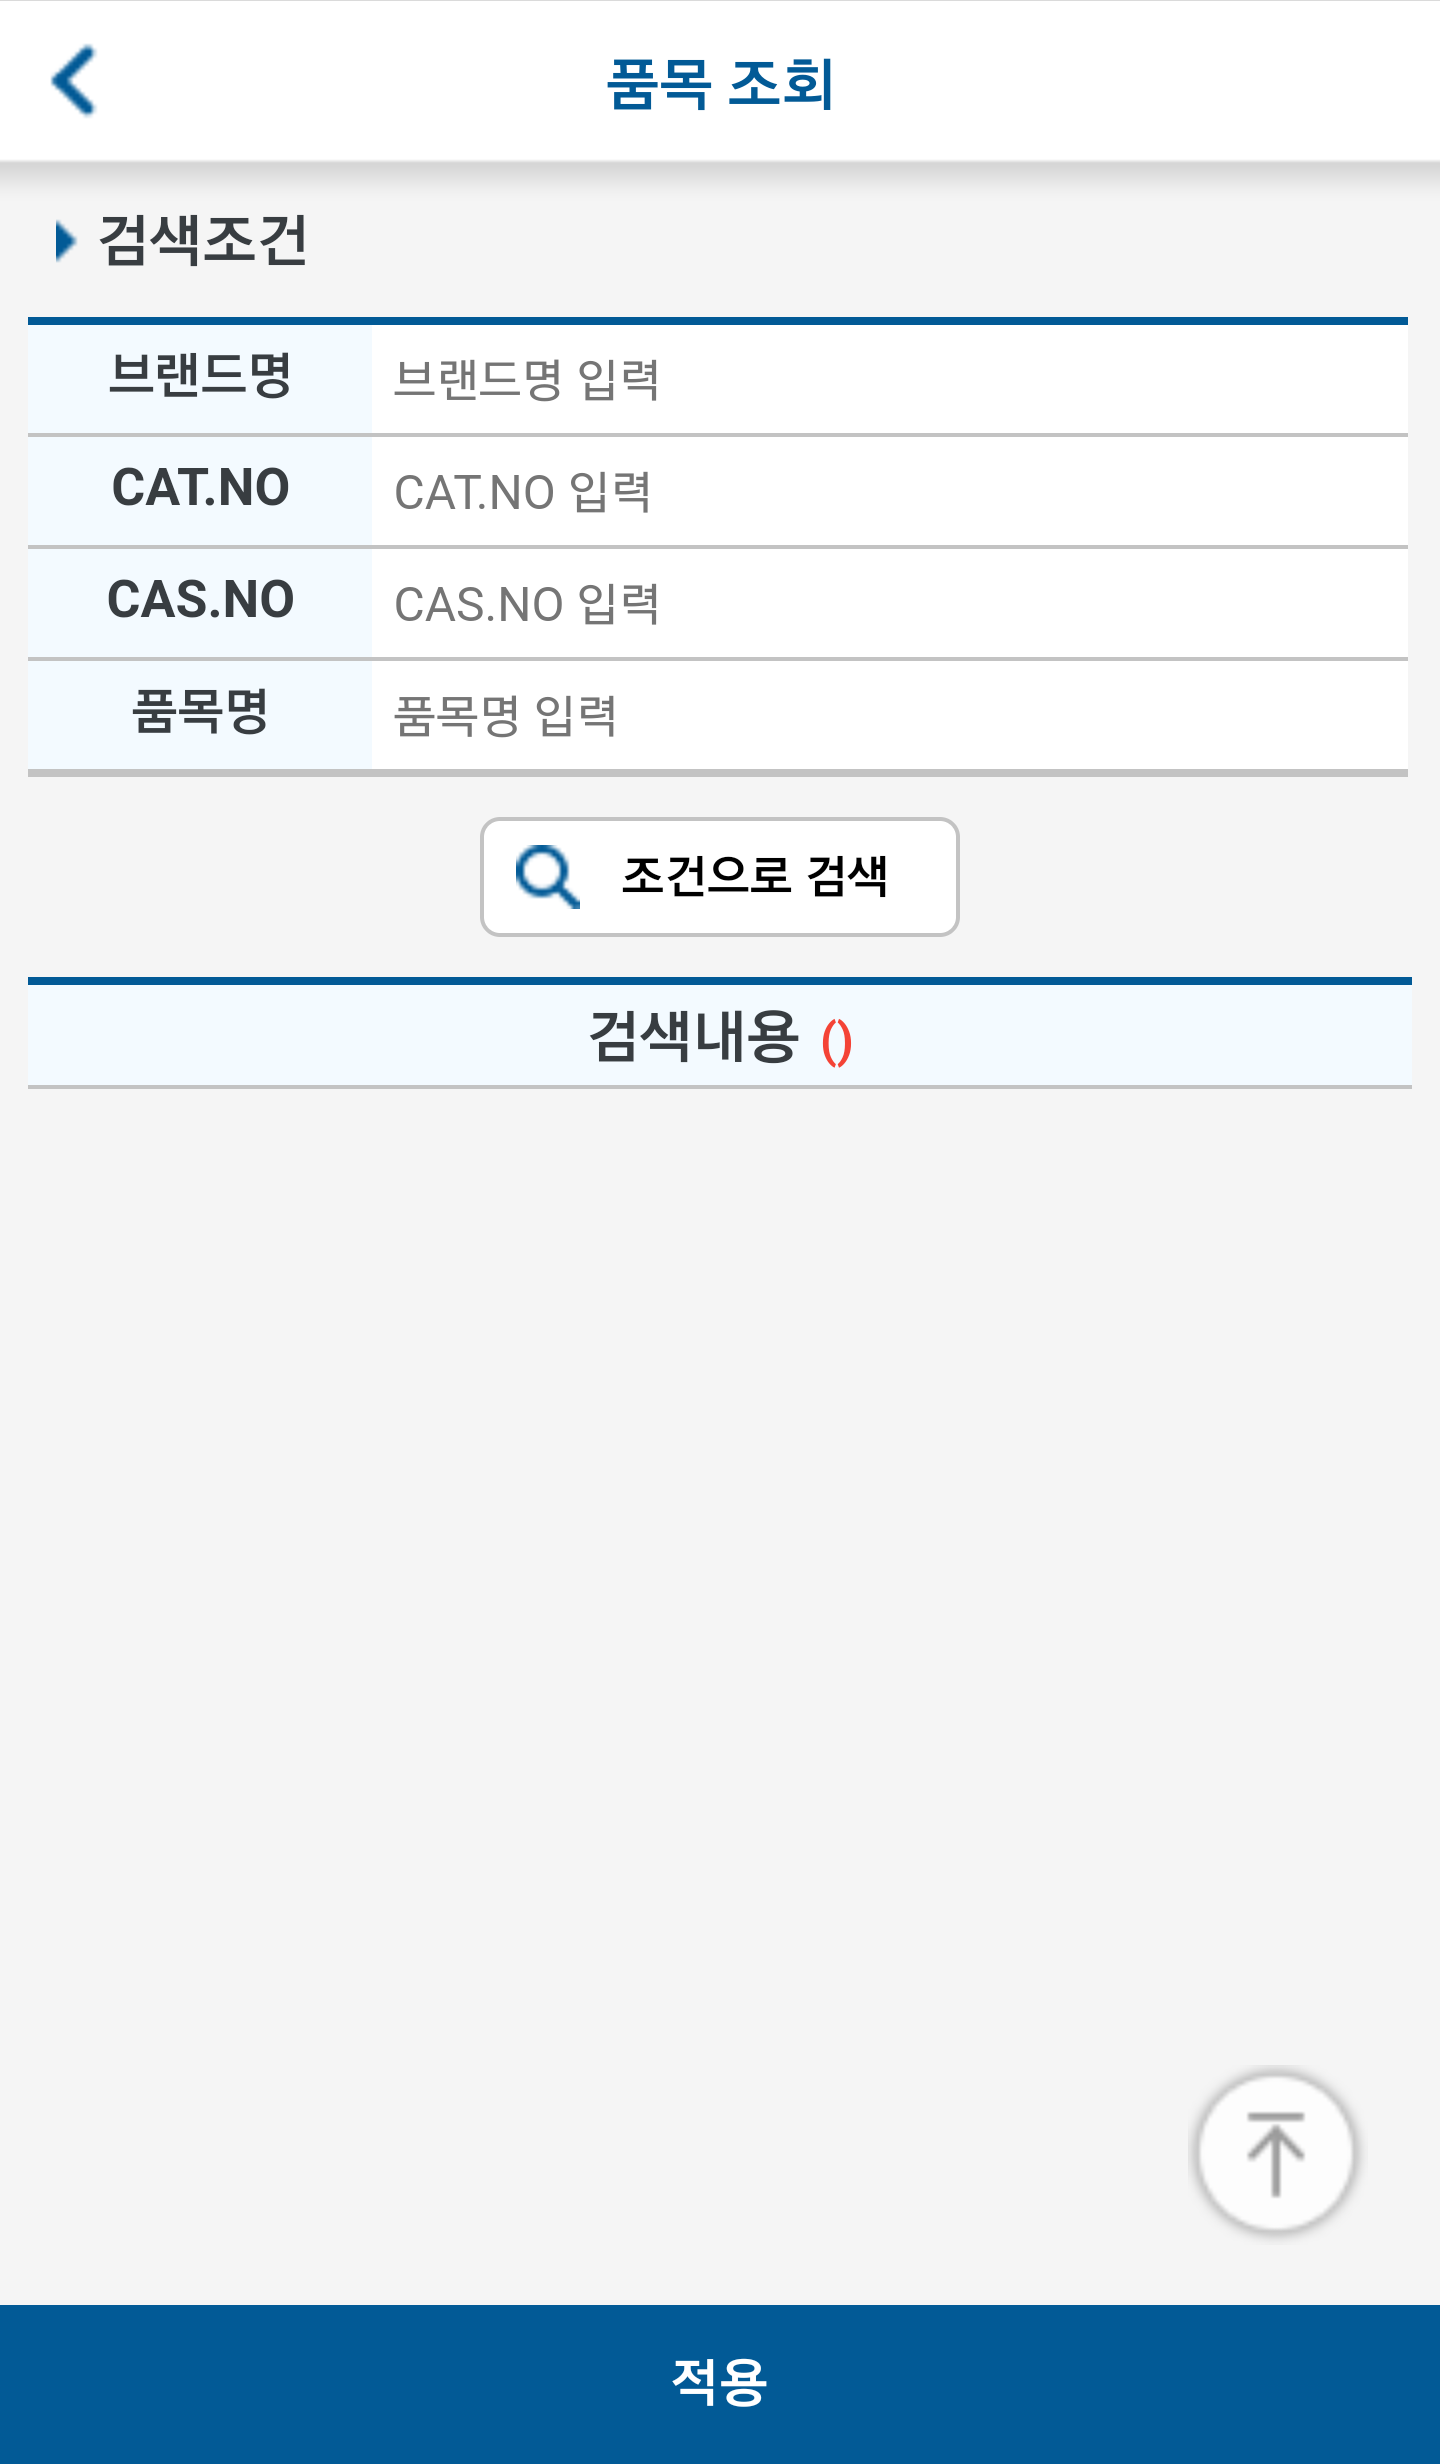 품목 조회
검색조건
브랜드명 브랜드명 입력
CAT.NO CAT.NO 입력
CAS.NO CAS.NO 입력
품목명 품목명 입력
조건으로 검색
검색내용 ()
적용